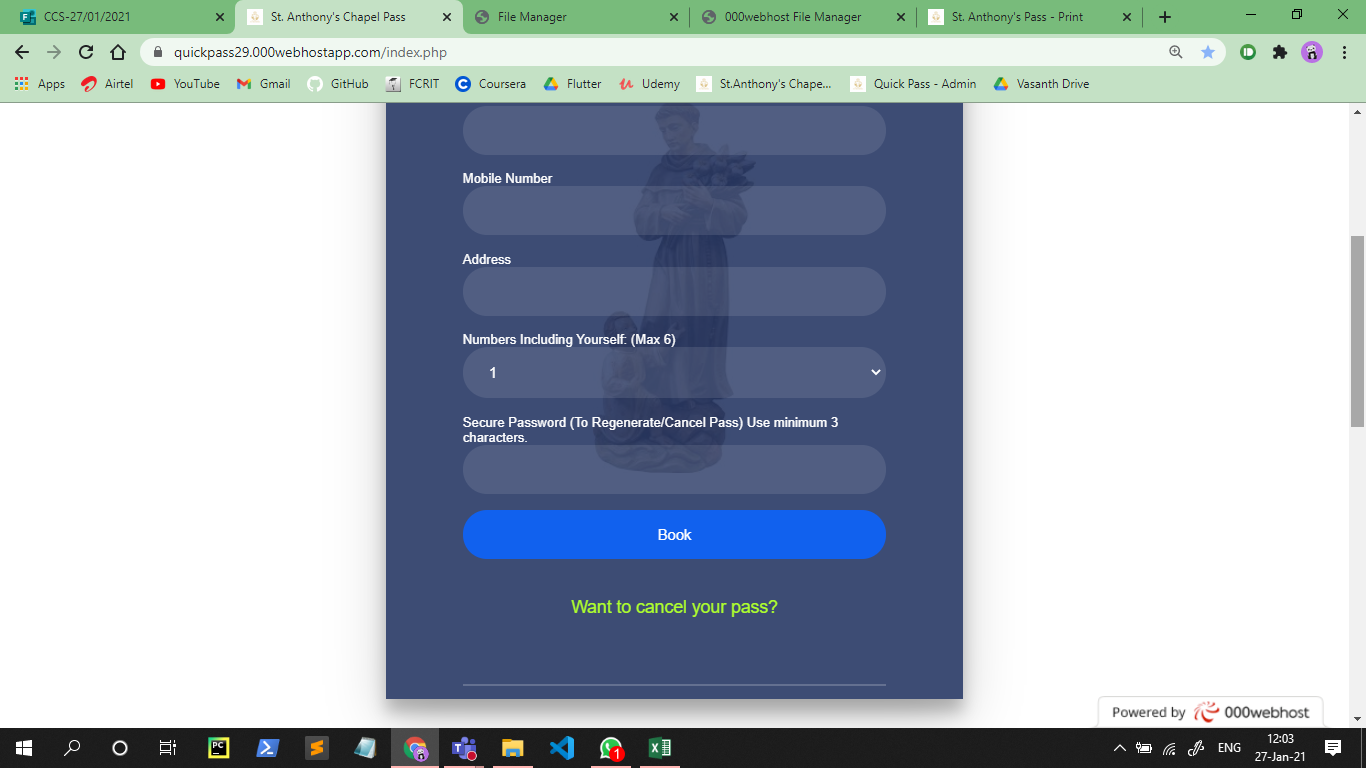 CCS-27/01/2021
St. Anthony's Chapel Pass
File Manager
000webhost File Manager
St. Anthony's Pass - Print
quickpass29.000webhostapp.com/index.php
Apps
Airtel
YouTube
Gmail
GitHub
FCRIT
Coursera
Flutter
Udemy
St.Anthony's Chape...
Quick Pass - Admin
Vasanth Drive
Mobile Number
Address
Numbers Including Yourself: (Max 6)
1
Secure Password (To Regenerate/Cancel Pass) Use minimum 3
characters.
Book
Want to cancel your pass?
Powered by 000webhost
PC
1
ENG
12:03
27-Jan-21